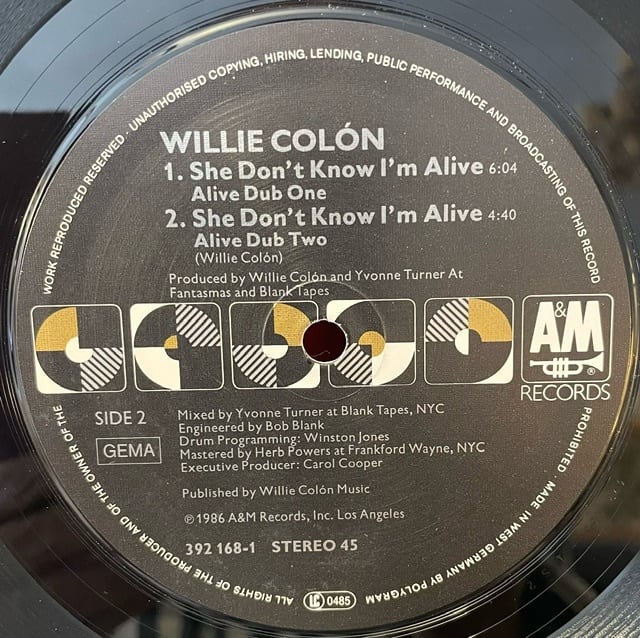 WILLIE COLÓN
1. She Don't Know I'm Alive 6:04
Alive Dub One
2. She Don't Know I'm Alive 4:40
Alive Dub Two
(Willie Colón)
Produced by Willie Colón and Yvonne Turner At
Fantasmas and Blank Tapes
A&M
®
RECORDS
SIDE 2
GEMA
Mixed by Yvonne Turner at Blank Tapes, NYC
Engineered by Bob Blank
Drum Programming: Winston Jones
Mastered by Herb Powers at Frankford Wayne, NYC
Executive Producer: Carol Cooper
Published by Willie Colón Music
℗ 1986 A&M Records, Inc. Los Angeles
392 168-1 STEREO 45
ALL RIGHTS OF THE PRODUCER AND OF THE OWNER OF THE WORK REPRODUCED RESERVED · UNAUTHORISED COPYING, HIRING, LENDING, PUBLIC PERFORMANCE AND BROADCASTING OF THIS RECORD PROHIBITED MADE IN WEST GERMANY BY POLYGRAM
LC 0485